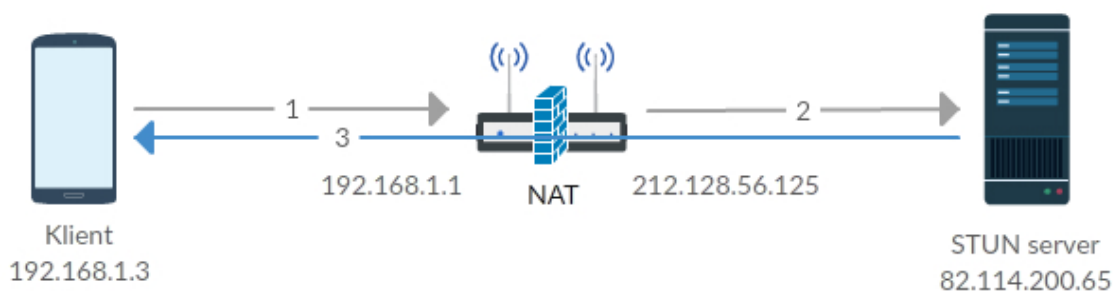 1
2
3
192.168.1.1
NAT
212.128.56.125
Klient
192.168.1.3
STUN server
82.114.200.65